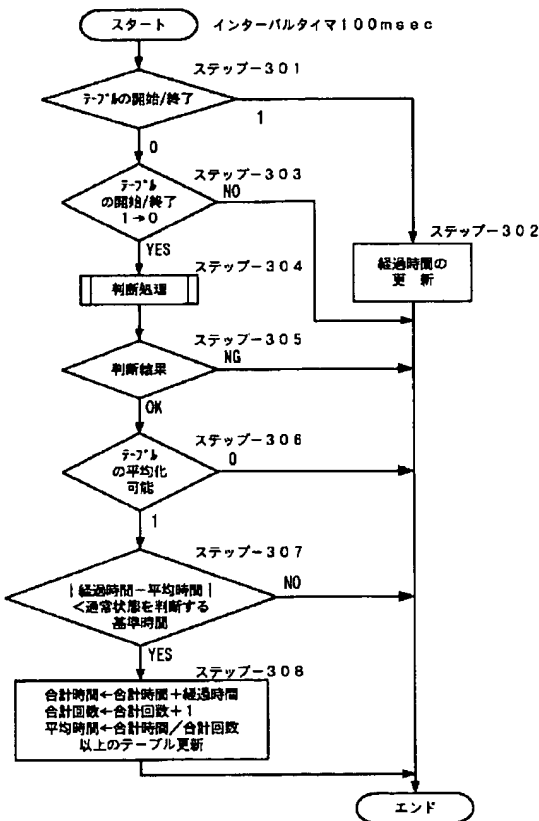 スタート
インターバルタイマ100msec
ステップ-301
テーブルの開始/終了
1
0
ステップ-303
テーブル
の開始/終了
1→0
NO
YES
ステップ-302
経過時間の
更 新
ステップ-304
判断処理
ステップ-305
判断結果
NG
OK
ステップ-306
テーブル
の平均化
可能
0
1
ステップ-307
|経過時間-平均時間|
<通常状態を判断する
基準時間
NO
YES
ステップ-308
合計時間←合計時間+経過時間
合計回数←合計回数+1
平均時間←合計時間/合計回数
以上のテーブル更新
エンド